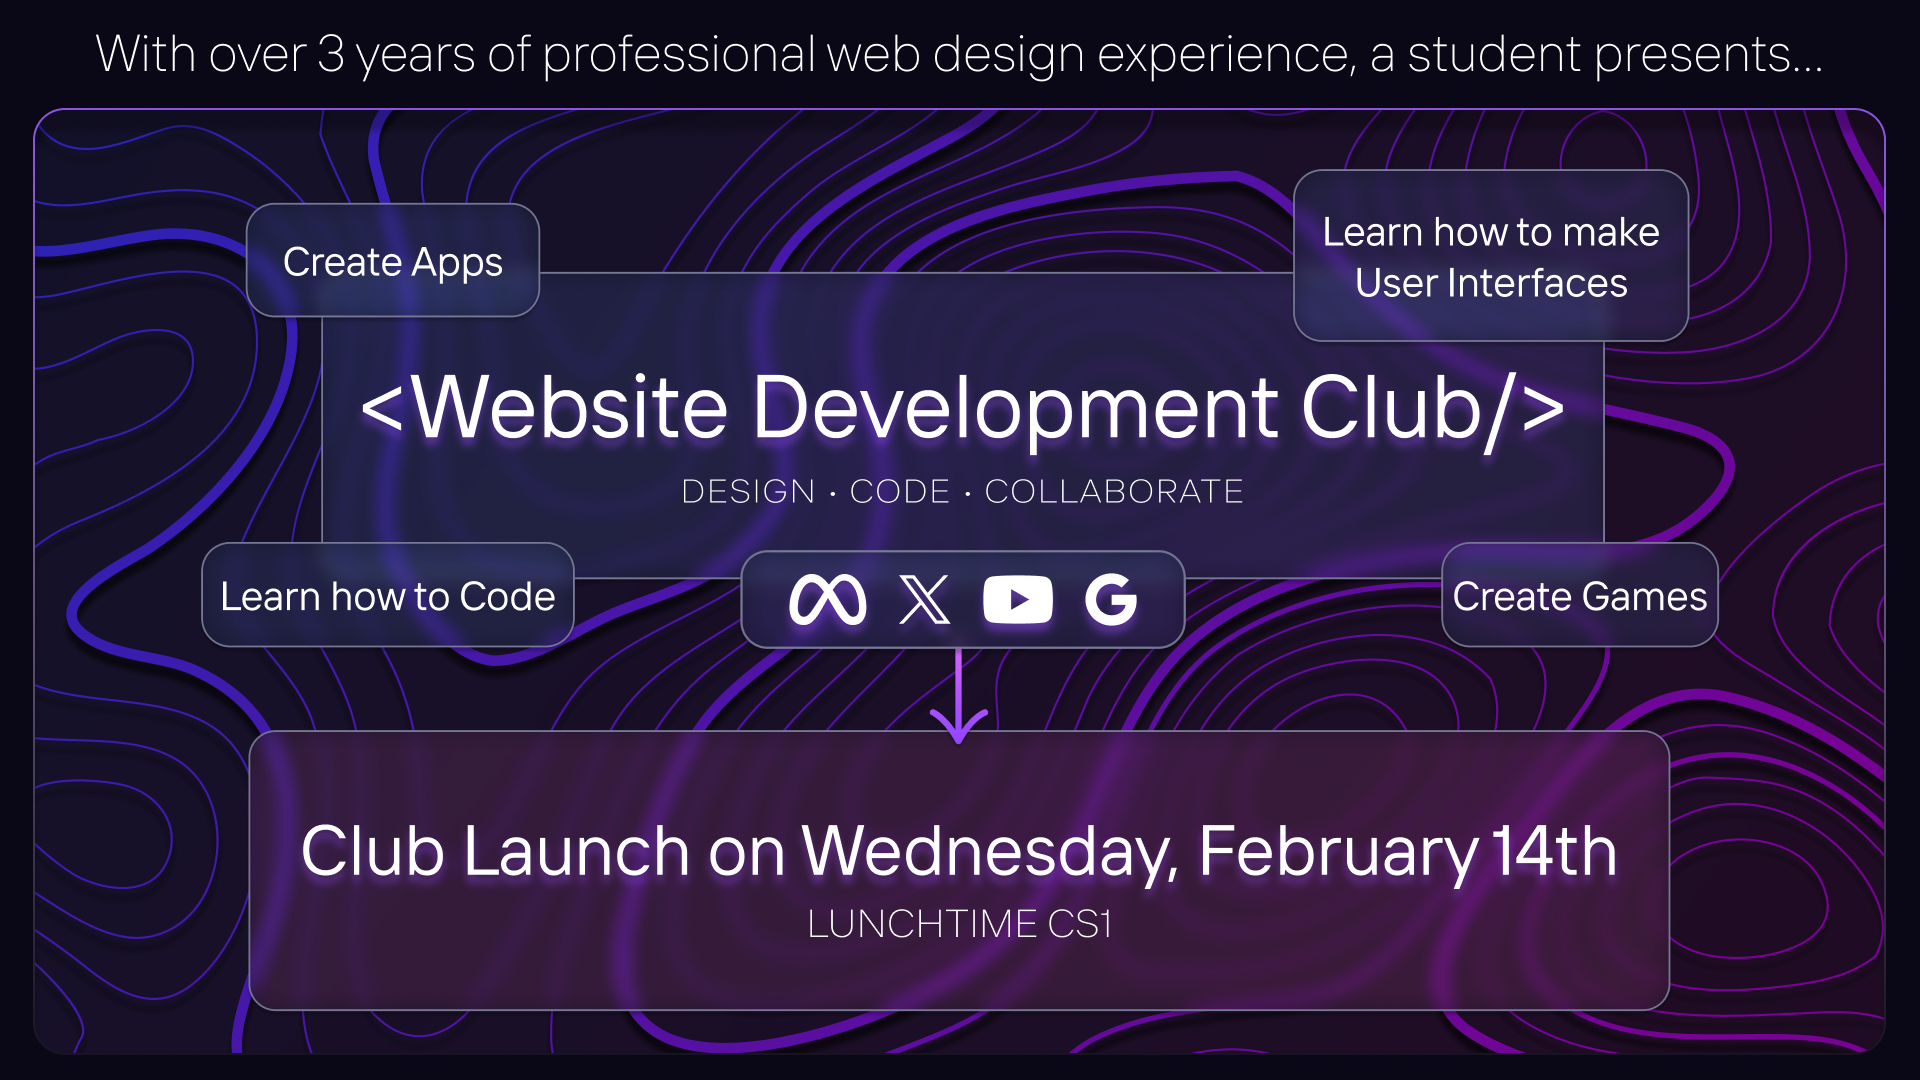 With over 3 years of professional web design experience, a student presents...
Create Apps
Learn how to make
User Interfaces
<Website Development Club/>
DESIGN · CODE · COLLABORATE
Learn how to Code
Create Games
Club Launch on Wednesday, February 14th
LUNCHTIME CS1